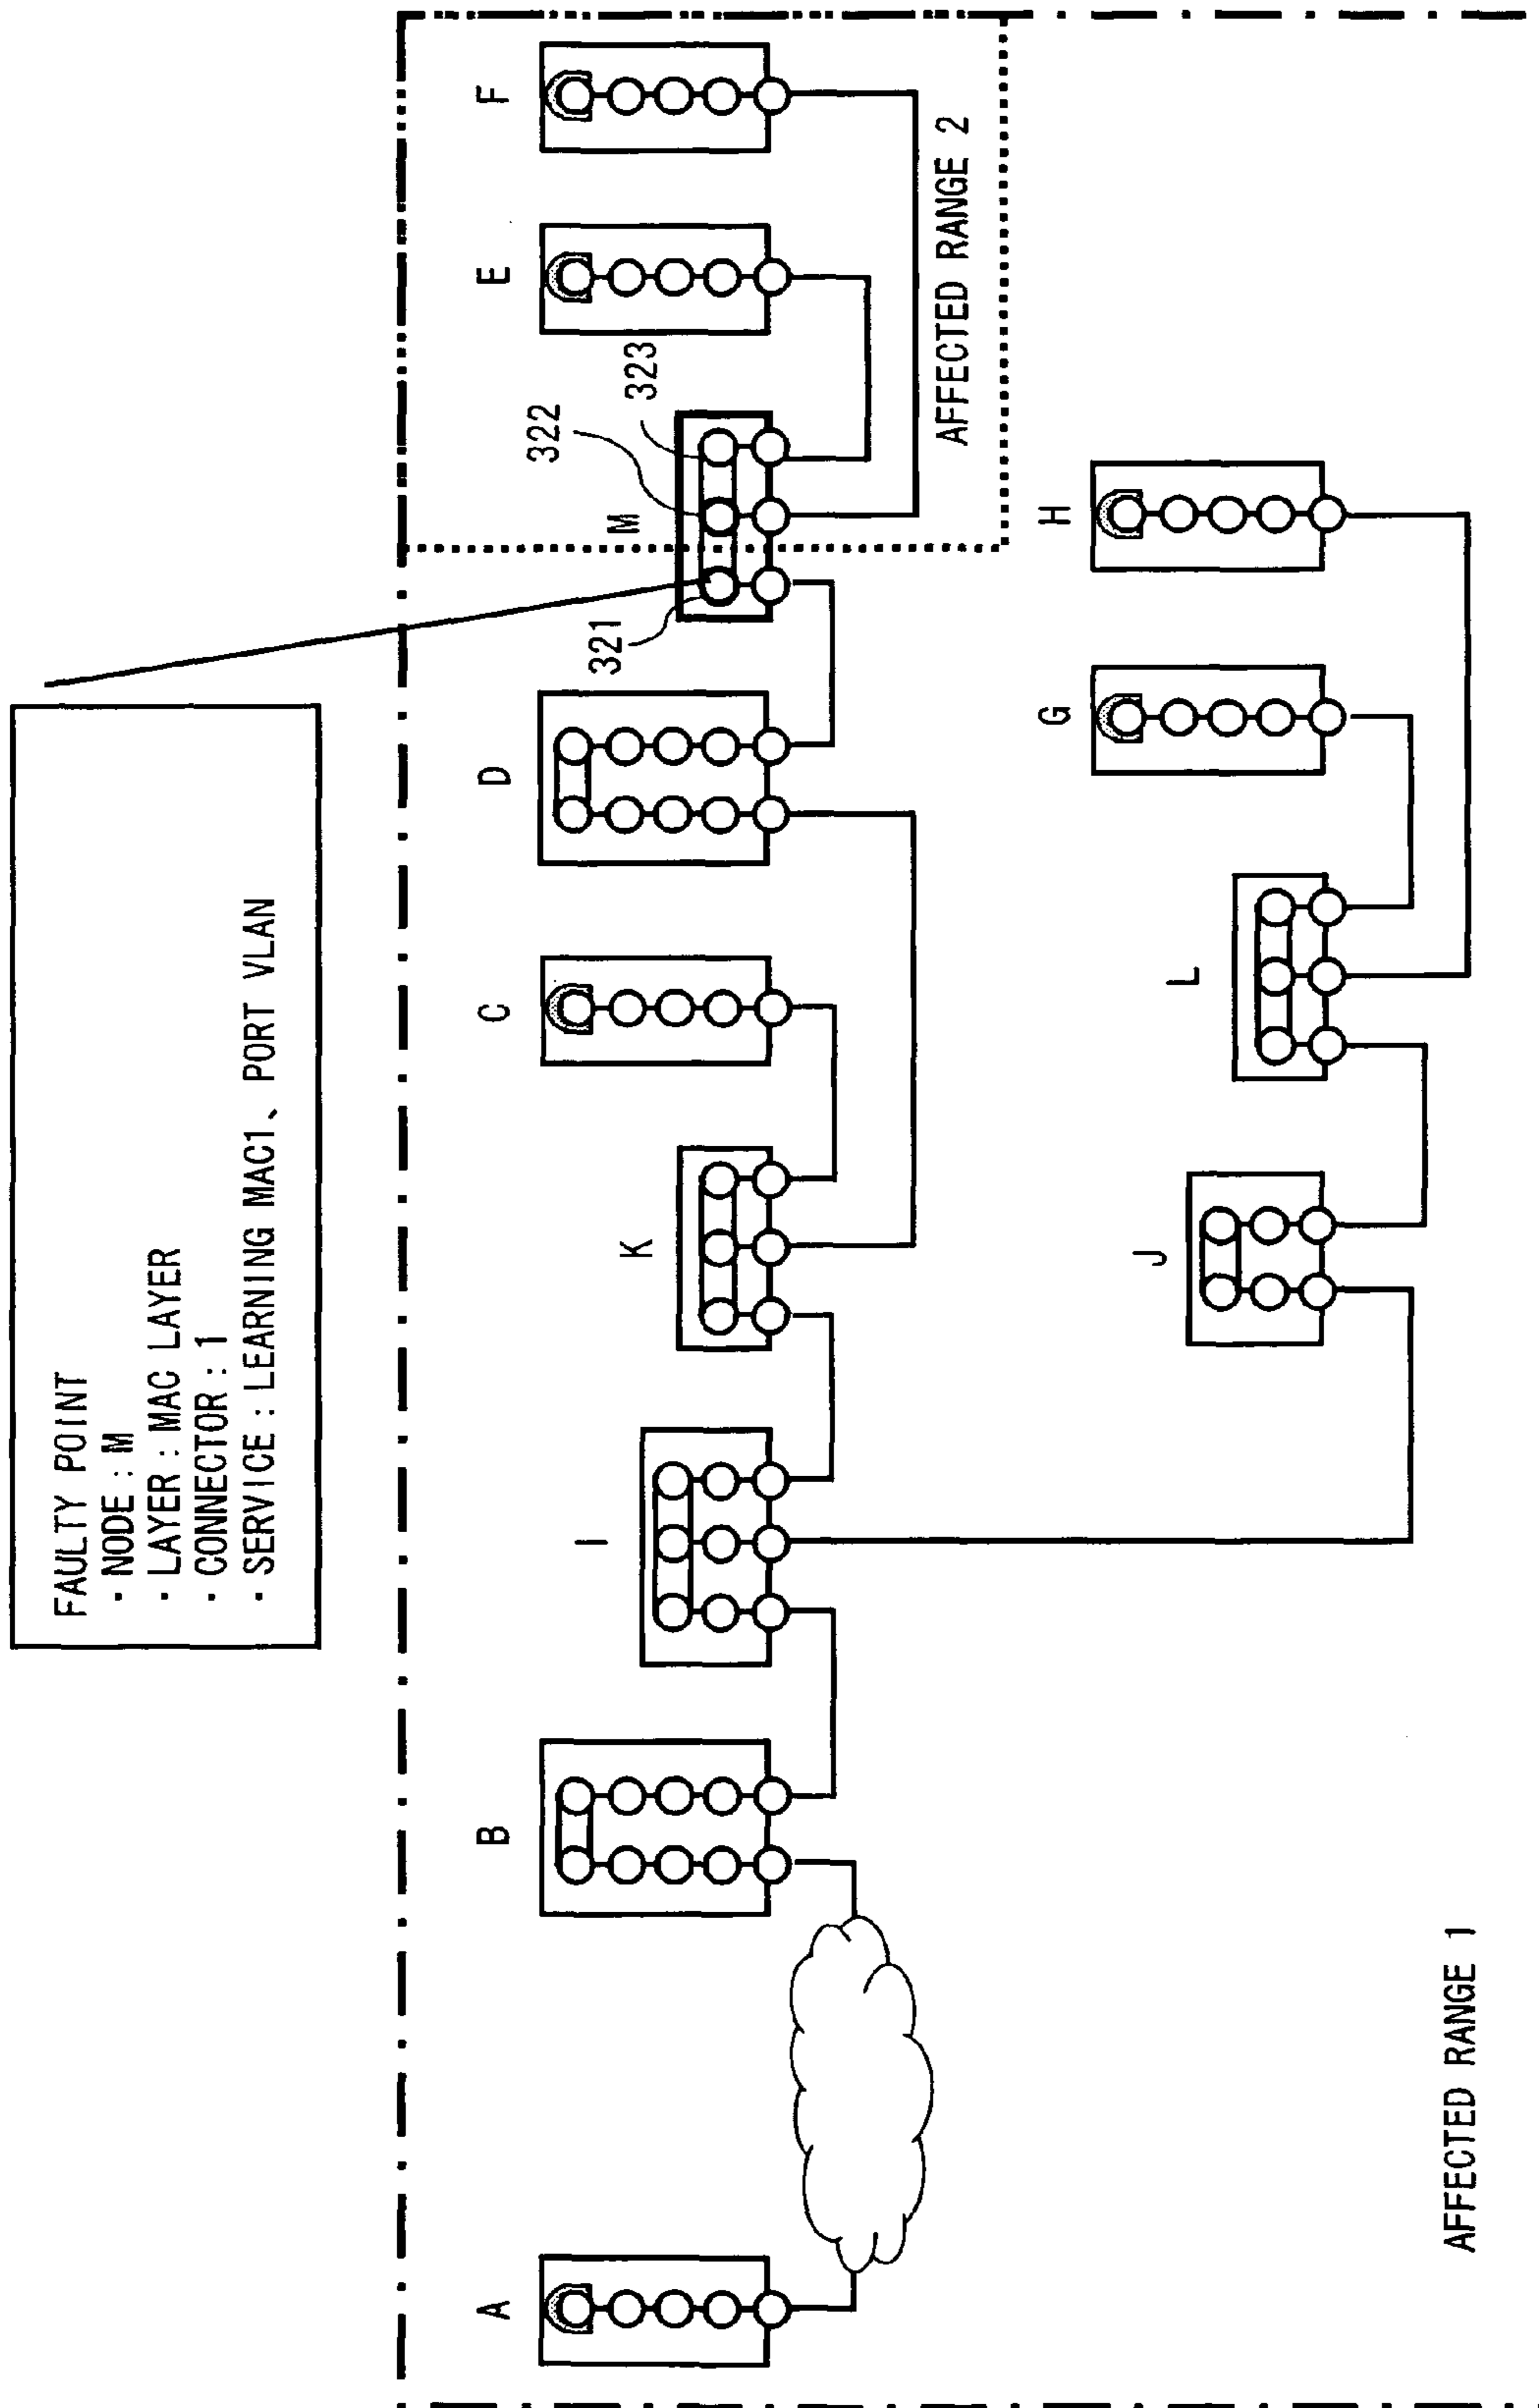 FAULTY POINT
· NODE : M
· LAYER : MAC LAYER
· CONNECTOR : 1
· SERVICE : LEARNING MAC1、 PORT VLAN
A
B
I
K
C
D
M
E
F
321
322
323
AFFECTED RANGE 2
J
L
G
H
AFFECTED RANGE 1